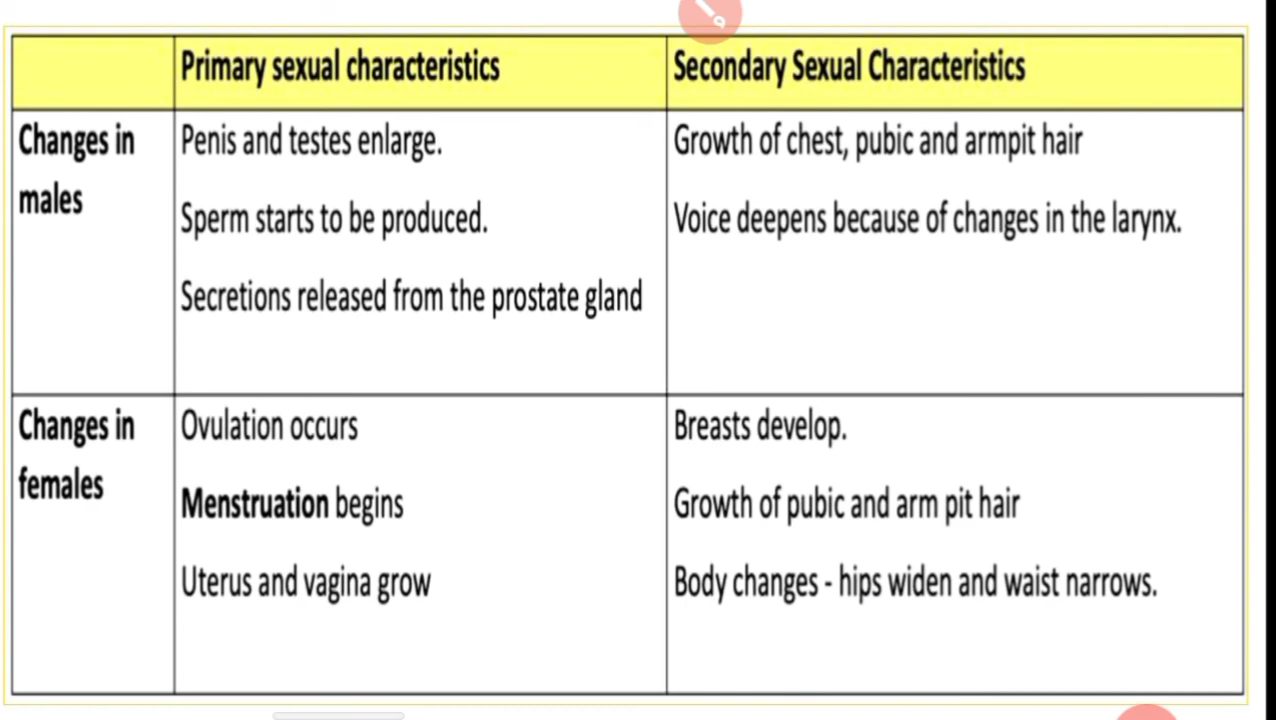 Primary sexual characteristics
Secondary Sexual Characteristics
Changes in
males
Penis and testes enlarge.
Sperm starts to be produced.
Secretions released from the prostate gland
Growth of chest, pubic and armpit hair
Voice deepens because of changes in the larynx.
Changes in
females
Ovulation occurs
Menstruation begins
Uterus and vagina grow
Breasts develop.
Growth of pubic and arm pit hair
Body changes - hips widen and waist narrows.